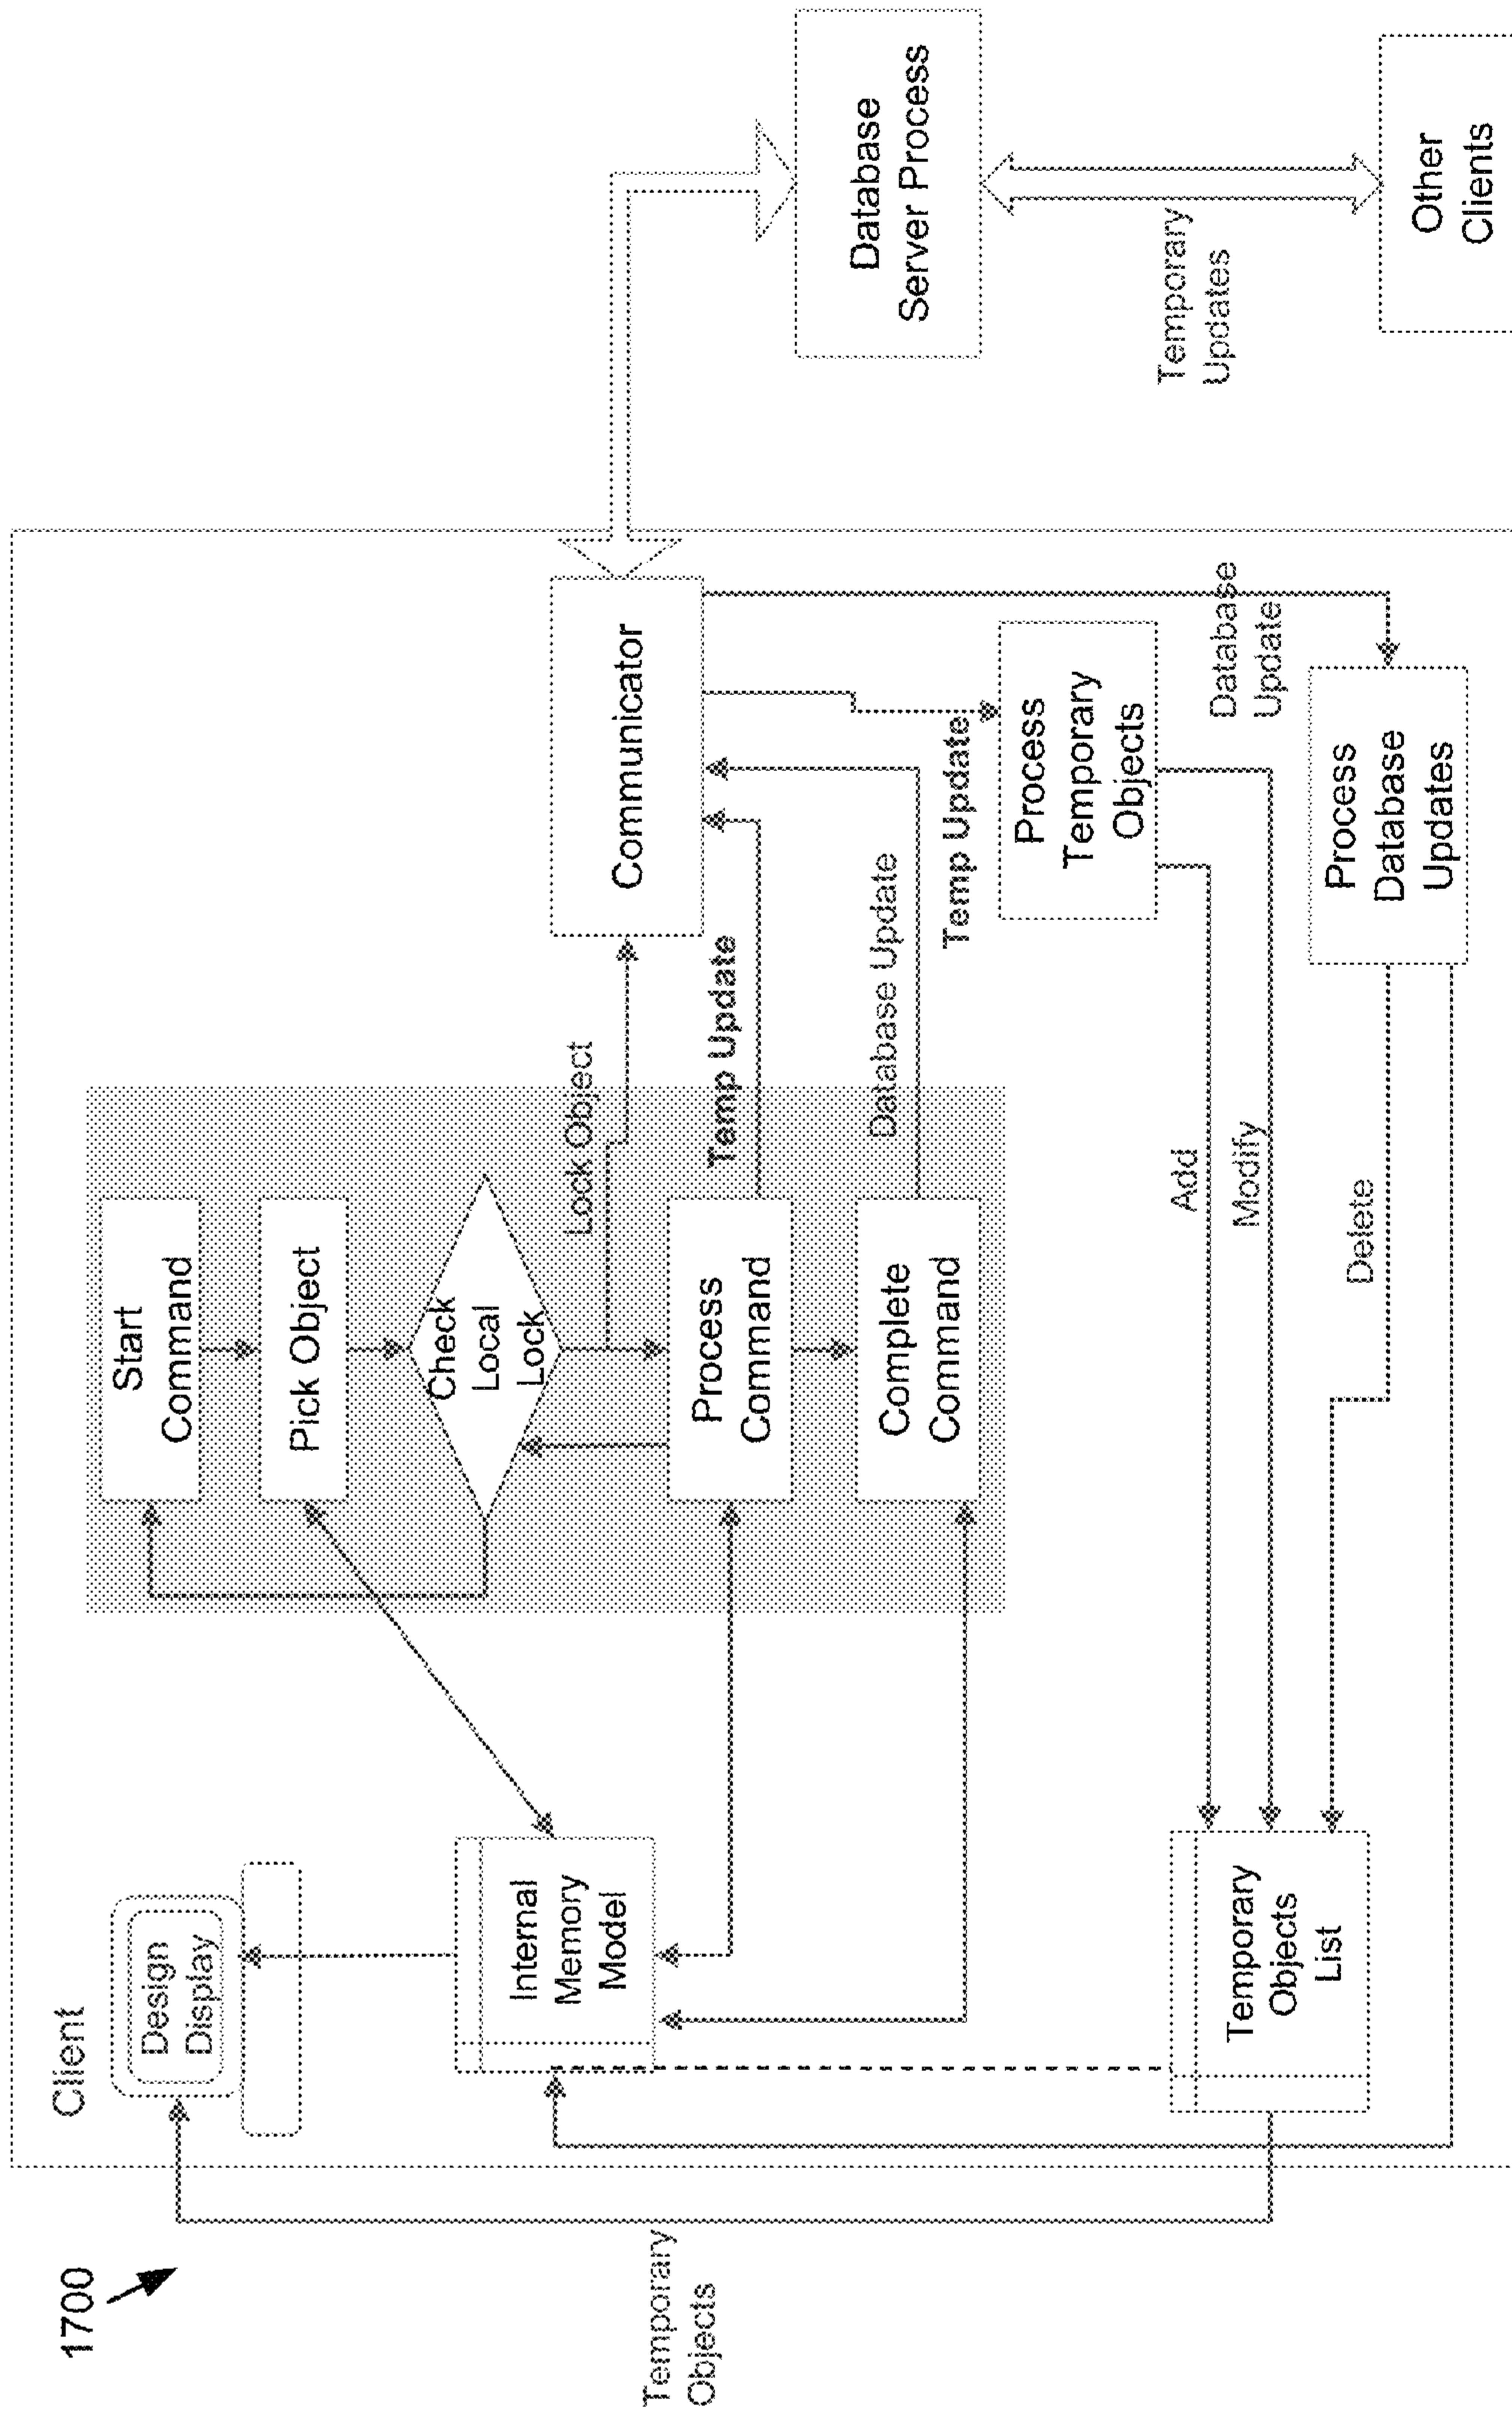 1700
Client
Design
Display
Start
Command
Pick Object
Check
Local
Lock
Lock Object
Internal
Memory
Model
Process
Command
Temp Update
Complete
Command
Database Update
Communicator
Database
Server Process
Temporary
Updates
Other
Clients
Temp Update
Process
Temporary
Objects
Database
Update
Process
Database
Updates
Add
Modify
Delete
Temporary
Objects
List
Temporary
Objects